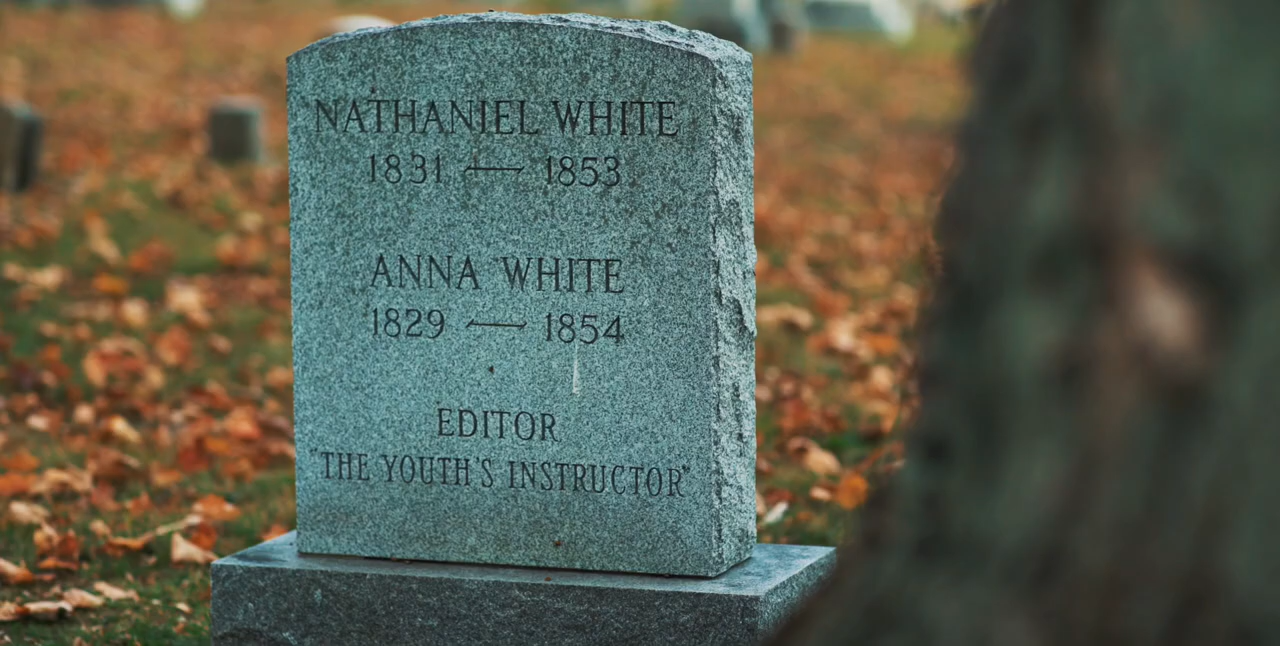 NATHANIEL WHITE
1831 — 1853
ANNA WHITE
1829 — 1854
EDITOR
"THE YOUTH'S INSTRUCTOR"